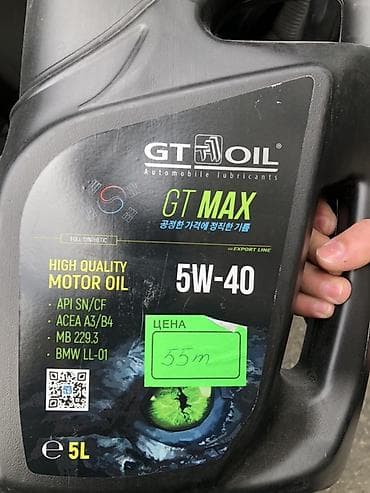 GT OIL
Automobile lubricants
GT MAX
공정한 가격에 정직한 기름
FULL SYNTHETIC
EXPORT LINE
HIGH QUALITY
MOTOR OIL
5W-40
· API SN/CF
· ACEA A3/B4
· MB 229.3
· BMW LL-01
ЦЕНА
55m
e 5L